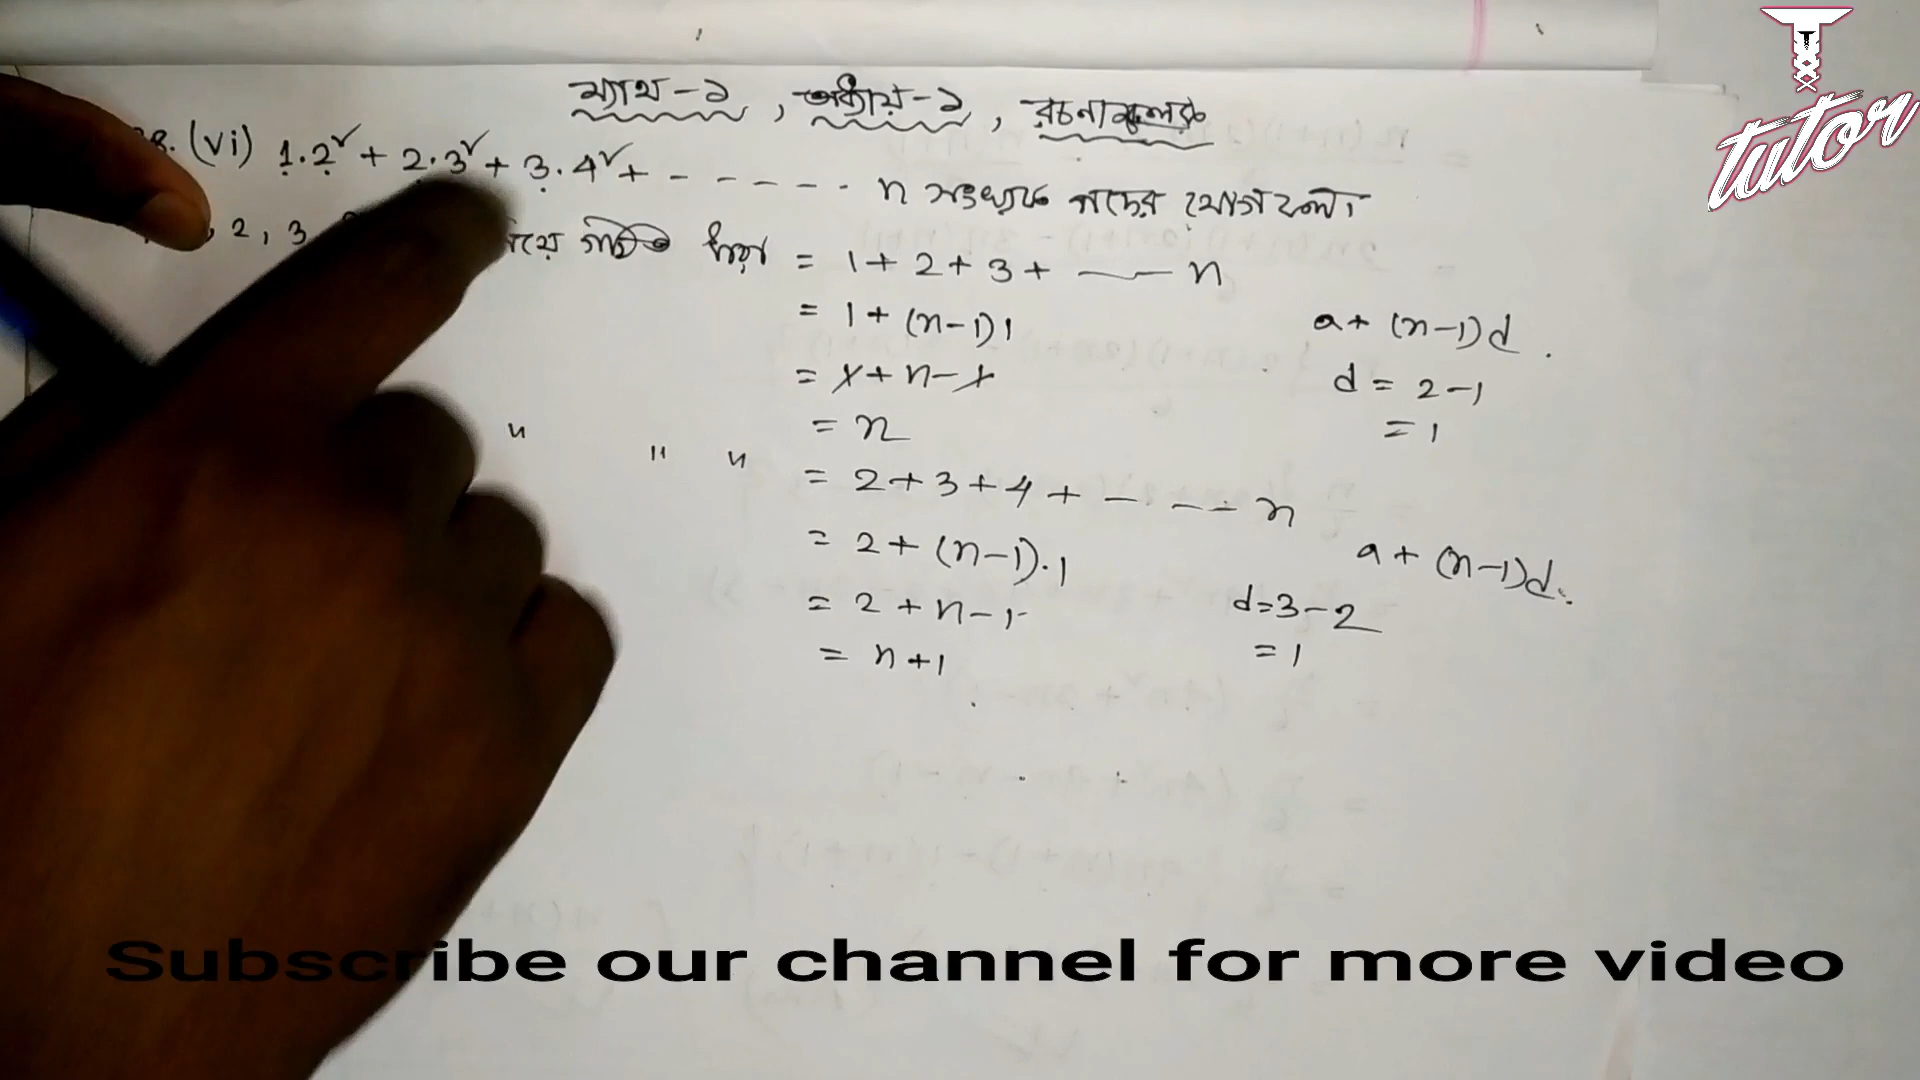 ম্যাথ-১, অধ্যায়-১, রচনামূলক
8. (vi) 1.2² + 2.3² + 3.4² + - - - - - - n সংখ্যক পদের যোগফল।
2, 3 গঠিত ধারা = 1 + 2 + 3 + —— n
= 1 + (n-1)1
a + (n-1)d
= 1 + n - 1
d = 2-1
= n
= 1
" " " = 2 + 3 + 4 + - - - - n
= 2 + (n-1).1
a + (n-1)d.
= 2 + n - 1
d = 3-2
= n + 1
= 1
T
tutor
Subscribe our channel for more video